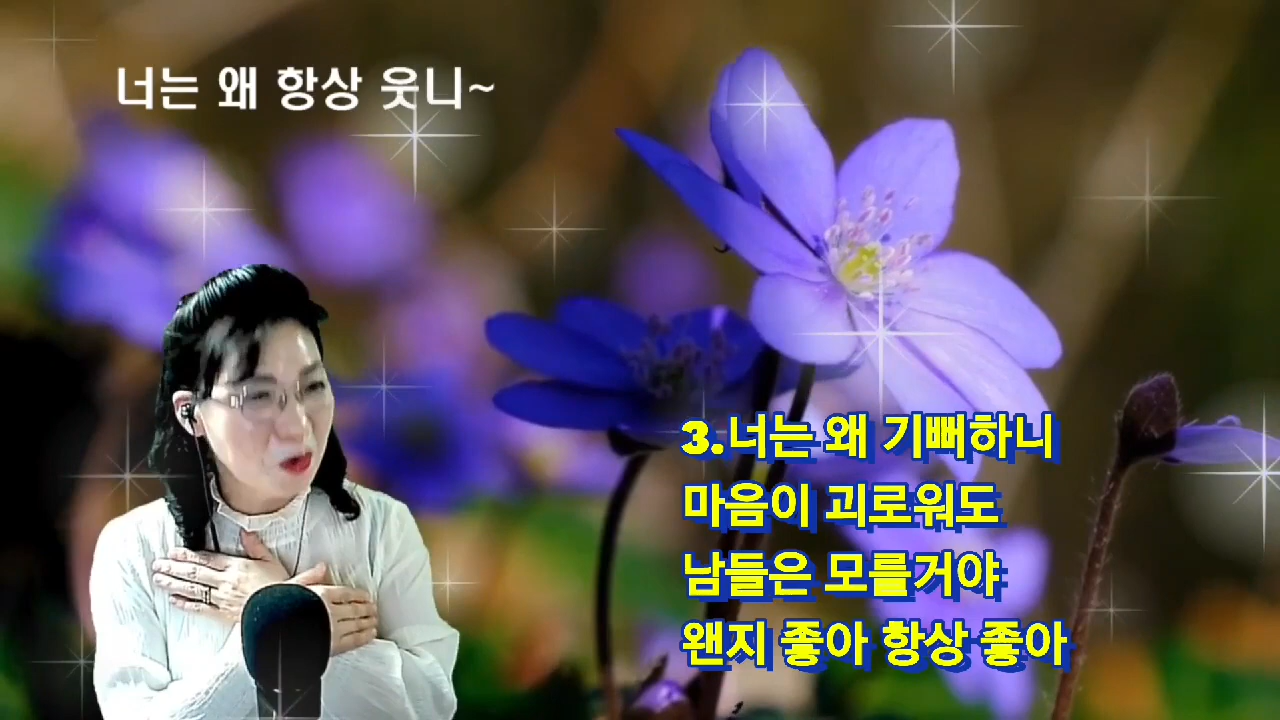 너는 왜 항상 웃니~
3.너는 왜 기뻐하니
마음이 괴로워도
남들은 모를거야
왠지 좋아 항상 좋아